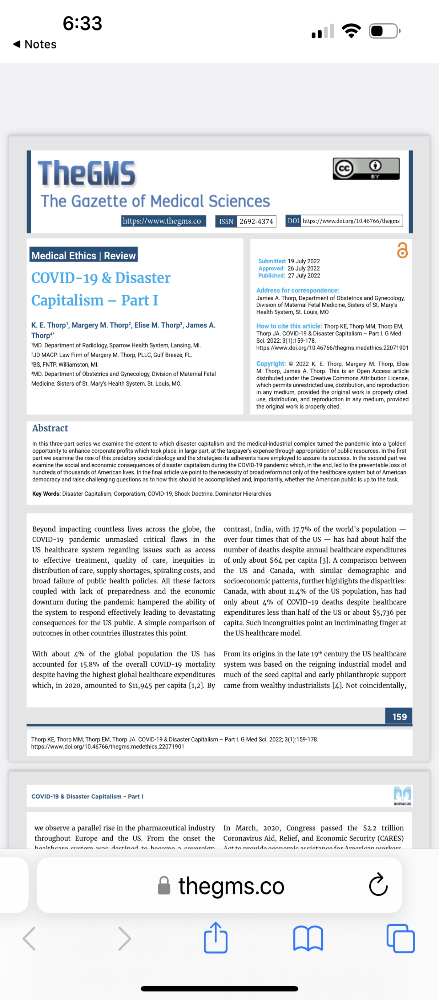 6:33
◀ Notes
TheGMS
The Gazette of Medical Sciences
CC BY
https://www.thegms.co
ISSN 2692-4374
DOI https://www.doi.org/10.46766/thegms
Medical Ethics | Review
COVID-19 & Disaster
Capitalism – Part I
K. E. Thorp¹, Margery M. Thorp², Elise M. Thorp³, James A.
Thorp⁴*
¹MD. Department of Radiology, Sparrow Health System, Lansing, MI.
²JD MACP. Law Firm of Margery M. Thorp, PLLC, Gulf Breeze, FL.
³BS, FNTP. Williamston, MI.
⁴MD. Department of Obstetrics and Gynecology, Division of Maternal Fetal
Medicine, Sisters of St. Mary's Health System, St. Louis, MO.
Submitted: 19 July 2022
Approved: 26 July 2022
Published: 27 July 2022
Address for correspondence:
James A. Thorp, Department of Obstetrics and Gynecology,
Division of Maternal Fetal Medicine, Sisters of St. Mary's
Health System, St. Louis, MO
How to cite this article: Thorp KE, Thorp MM, Thorp EM,
Thorp JA. COVID-19 & Disaster Capitalism – Part I. G Med
Sci. 2022; 3(1):159-178.
https://www.doi.org/10.46766/thegms.medethics.22071901
Copyright: © 2022 K. E. Thorp, Margery M. Thorp, Elise
M. Thorp, James A. Thorp. This is an Open Access article
distributed under the Creative Commons Attribution License,
which permits unrestricted use, distribution, and reproduction
in any medium, provided the original work is properly cited.
use, distribution, and reproduction in any medium, provided
the original work is properly cited.
Abstract
In this three-part series we examine the extent to which disaster capitalism and the medical-industrial complex turned the pandemic into a 'golden'
opportunity to enhance corporate profits which took place, in large part, at the taxpayer's expense through appropriation of public resources. In the first
part we examine the rise of this predatory social ideology and the strategies its adherents have employed to assure its success. In the second part we
examine the social and economic consequences of disaster capitalism during the COVID-19 pandemic which, in the end, led to the preventable loss of
hundreds of thousands of American lives. In the final article we point to the necessity of broad reform not only of the healthcare system but of American
democracy and raise challenging questions as to how this should be accomplished and, importantly, whether the American public is up to the task.
Key Words: Disaster Capitalism, Corporatism, COVID-19, Shock Doctrine, Dominator Hierarchies
Beyond impacting countless lives across the globe, the
COVID-19 pandemic unmasked critical flaws in the
US healthcare system regarding issues such as access
to effective treatment, quality of care, inequities in
distribution of care, supply shortages, spiraling costs, and
broad failure of public health policies. All these factors
coupled with lack of preparedness and the economic
downturn during the pandemic hampered the ability of
the system to respond effectively leading to devastating
consequences for the US public. A simple comparison of
outcomes in other countries illustrates this point.
With about 4% of the global population the US has
accounted for 15.8% of the overall COVID-19 mortality
despite having the highest global healthcare expenditures
which, in 2020, amounted to $11,945 per capita [1,2]. By
contrast, India, with 17.7% of the world's population —
over four times that of the US — has had about half the
number of deaths despite annual healthcare expenditures
of only about $64 per capita [3]. A comparison between
the US and Canada, with similar demographic and
socioeconomic patterns, further highlights the disparities:
Canada, with about 11.4% of the US population, has had
only about 4% of COVID-19 deaths despite healthcare
expenditures less than half of the US or about $5,736 per
capita. Such incongruities point an incriminating finger at
the US healthcare model.
From its origins in the late 19th century the US healthcare
system was based on the reigning industrial model and
much of the seed capital and early philanthropic support
came from wealthy industrialists [4]. Not coincidentally,
159
Thorp KE, Thorp MM, Thorp EM, Thorp JA. COVID-19 & Disaster Capitalism – Part I. G Med Sci. 2022; 3(1):159-178.
https://www.doi.org/10.46766/thegms.medethics.22071901
COVID-19 & Disaster Capitalism – Part I
INOVACUS
we observe a parallel rise in the pharmaceutical industry
throughout Europe and the US. From the onset the
healthcare system was destined to become a sovereign
In March, 2020, Congress passed the $2.2 trillion
Coronavirus Aid, Relief, and Economic Security (CARES)
Act to provide economic assistance for American workers,
thegms.co